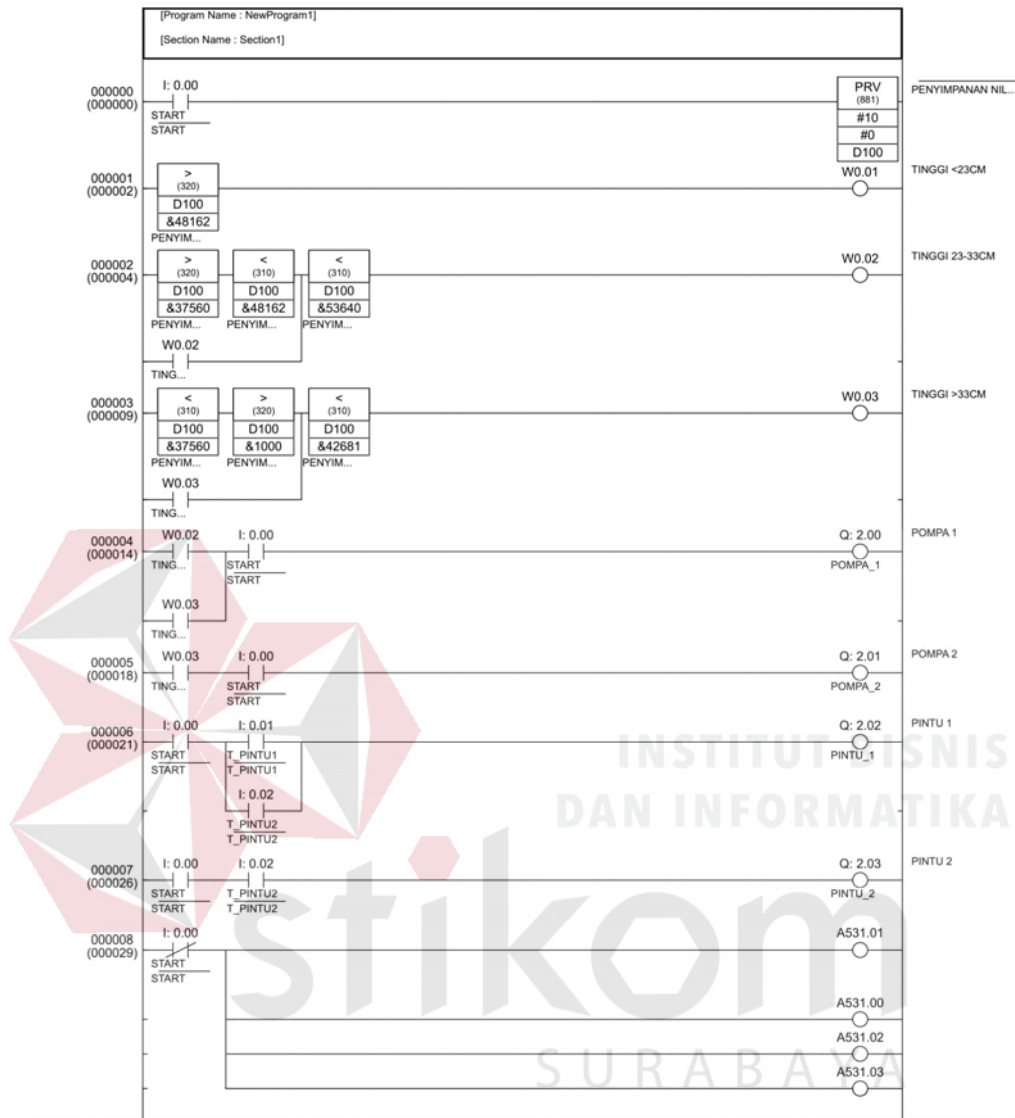 [Program Name : NewProgram1]
[Section Name : Section1]
000000
(000000)
I: 0.00
START
START
PRV
(881)
#10
#0
D100
PENYIMPANAN NIL...
000001
(000002)
>
(320)
D100
&48162
PENYIM...
W0.01
TINGGI <23CM
000002
(000004)
>
(320)
D100
&37560
PENYIM...
<
(310)
D100
&48162
PENYIM...
<
(310)
D100
&53640
PENYIM...
W0.02
TINGGI 23-33CM
W0.02
TING...
000003
(000009)
<
(310)
D100
&37560
PENYIM...
>
(320)
D100
&1000
PENYIM...
<
(310)
D100
&42681
PENYIM...
W0.03
TINGGI >33CM
W0.03
TING...
000004
(000014)
W0.02
TING...
I: 0.00
START
START
Q: 2.00
POMPA_1
POMPA 1
W0.03
TING...
000005
(000018)
W0.03
TING...
I: 0.00
START
START
Q: 2.01
POMPA_2
POMPA 2
000006
(000021)
I: 0.00
START
START
I: 0.01
T_PINTU1
T_PINTU1
Q: 2.02
PINTU_1
PINTU 1
I: 0.02
T_PINTU2
T_PINTU2
000007
(000026)
I: 0.00
START
START
I: 0.02
T_PINTU2
T_PINTU2
Q: 2.03
PINTU_2
PINTU 2
000008
(000029)
I: 0.00
START
START
A531.01
A531.00
A531.02
A531.03
INSTITUT BISNIS
DAN INFORMATIKA
stikom
SURABAYA